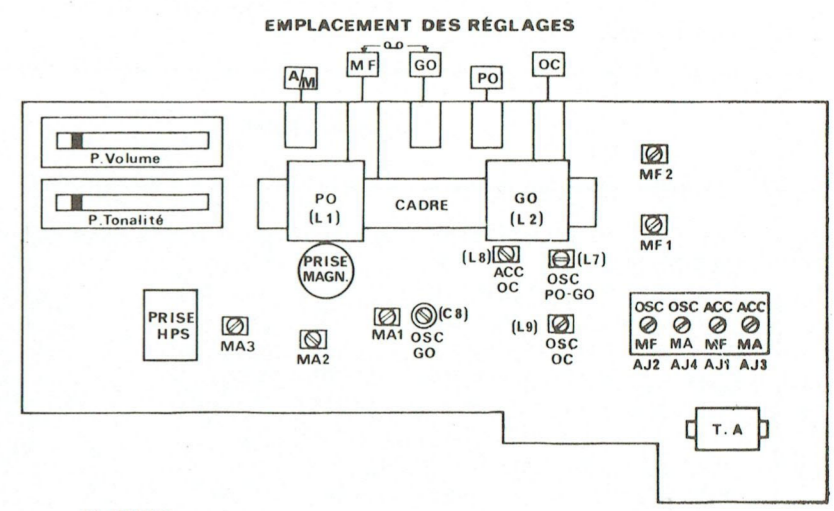 EMPLACEMENT DES RÉGLAGES
A/M
MF
GO
PO
OC
P.Volume
P.Tonalité
PO
(L1)
CADRE
GO
(L2)
MF2
MF1
PRISE
MAGN.
(L8)
ACC
OC
(L7)
OSC
PO-GO
PRISE
HPS
MA3
MA2
MA1
(C8)
OSC
GO
(L9)
OSC
OC
OSC OSC ACC ACC
MF MA MF MA
AJ2 AJ4 AJ1 AJ3
T.A